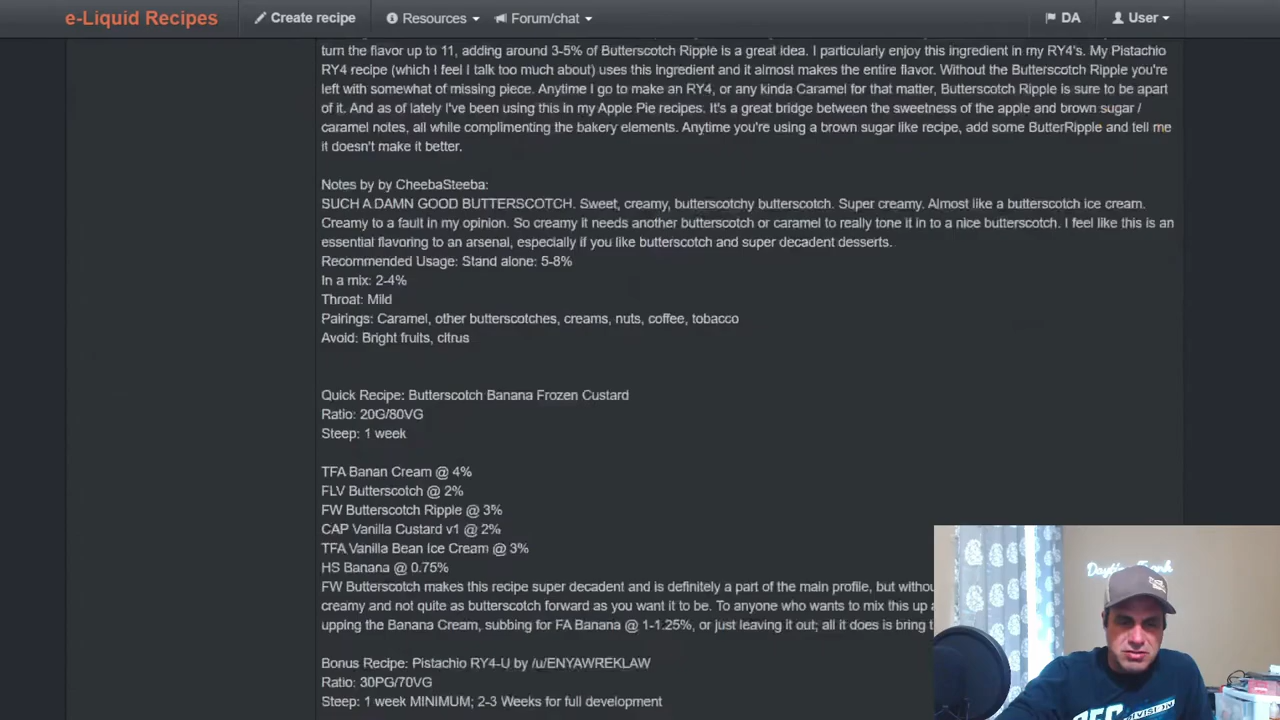 e-Liquid Recipes Create recipe Resources Forum/chat DA User
turn the flavor up to 11, adding around 3-5% of Butterscotch Ripple is a great idea. I particularly enjoy this ingredient in my RY4's. My Pistachio
RY4 recipe (which I feel I talk too much about) uses this ingredient and it almost makes the entire flavor. Without the Butterscotch Ripple you're
left with somewhat of missing piece. Anytime I go to make an RY4, or any kinda Caramel for that matter, Butterscotch Ripple is sure to be apart
of it. And as of lately I've been using this in my Apple Pie recipes. It's a great bridge between the sweetness of the apple and brown sugar /
caramel notes, all while complimenting the bakery elements. Anytime you're using a brown sugar like recipe, add some ButterRipple and tell me
it doesn't make it better.
Notes by by CheebaSteeba:
SUCH A DAMN GOOD BUTTERSCOTCH. Sweet, creamy, butterscotchy butterscotch. Super creamy. Almost like a butterscotch ice cream.
Creamy to a fault in my opinion. So creamy it needs another butterscotch or caramel to really tone it in to a nice butterscotch. I feel like this is an
essential flavoring to an arsenal, especially if you like butterscotch and super decadent desserts.
Recommended Usage: Stand alone: 5-8%
In a mix: 2-4%
Throat: Mild
Pairings: Caramel, other butterscotches, creams, nuts, coffee, tobacco
Avoid: Bright fruits, citrus
Quick Recipe: Butterscotch Banana Frozen Custard
Ratio: 20G/80VG
Steep: 1 week
TFA Banan Cream @ 4%
FLV Butterscotch @ 2%
FW Butterscotch Ripple @ 3%
CAP Vanilla Custard v1 @ 2%
TFA Vanilla Bean Ice Cream @ 3%
HS Banana @ 0.75%
FW Butterscotch makes this recipe super decadent and is definitely a part of the main profile, but
creamy and not quite as butterscotch forward as you want it to be. To anyone who wants to mix this up
upping the Banana Cream, subbing for FA Banana @ 1-1.25%, or just leaving it out; all it does is bring
Bonus Recipe: Pistachio RY4-U by /u/ENYAWREKLAW
Ratio: 30PG/70VG
Steep: 1 week MINIMUM; 2-3 Weeks for full development